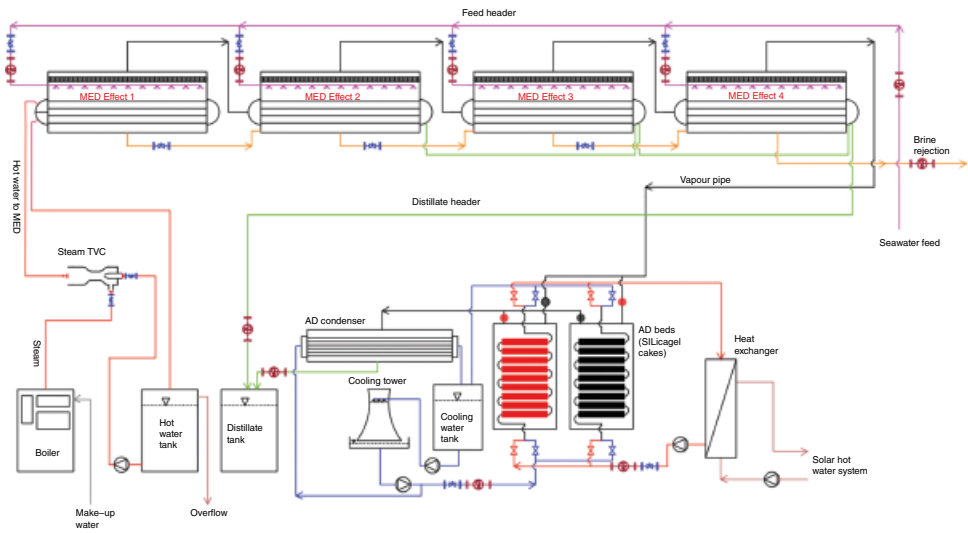 Feed header
MED Effect 1
MED Effect 2
MED Effect 3
MED Effect 4
Brine
rejection
Hot water to MED
Vapour pipe
Distillate header
Seawater feed
Steam TVC
AD condenser
AD beds
(SILicagel
cakes)
Heat
exchanger
Steam
Cooling tower
Boiler
Hot
water
tank
Distillate
tank
Cooling
water
tank
Solar hot
water system
Make–up
water
Overflow